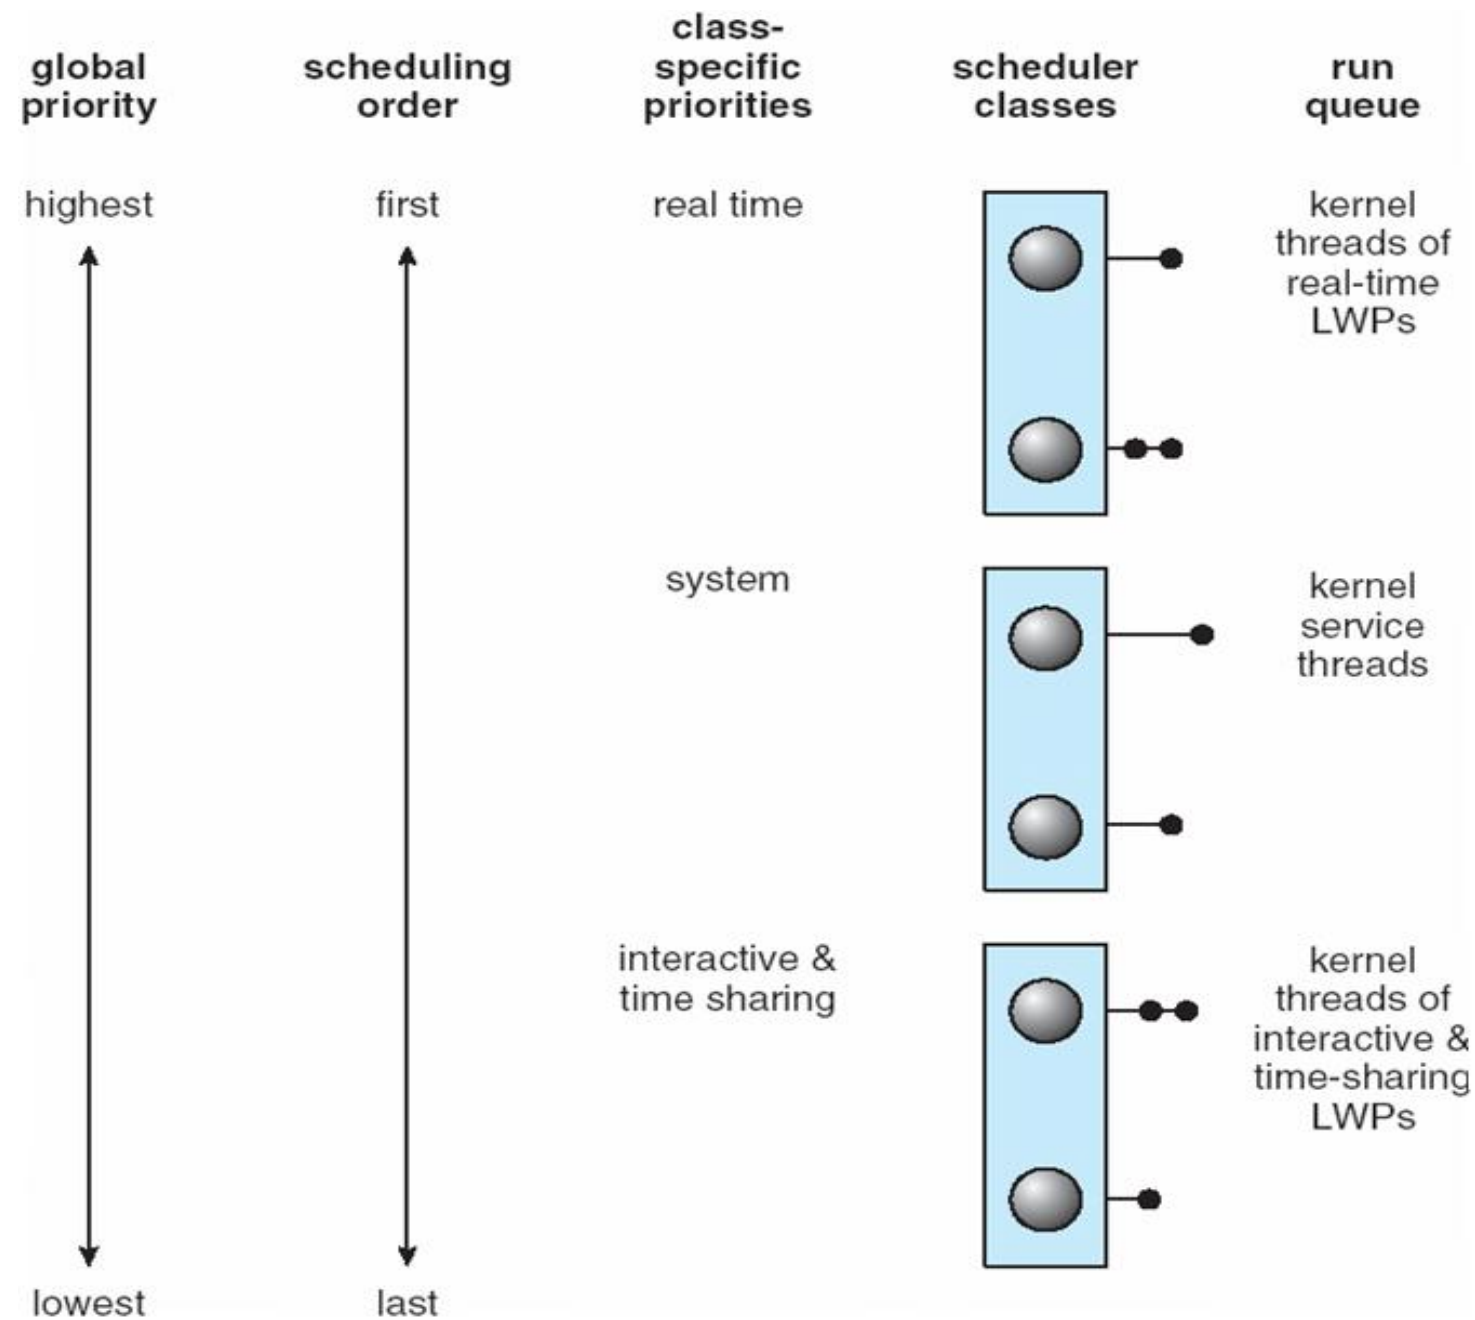 global
priority
scheduling
order
class-
specific
priorities
scheduler
classes
run
queue
highest
first
real time
kernel
threads of
real-time
LWPs
system
kernel
service
threads
interactive &
time sharing
kernel
threads of
interactive &
time-sharing
LWPs
lowest
last